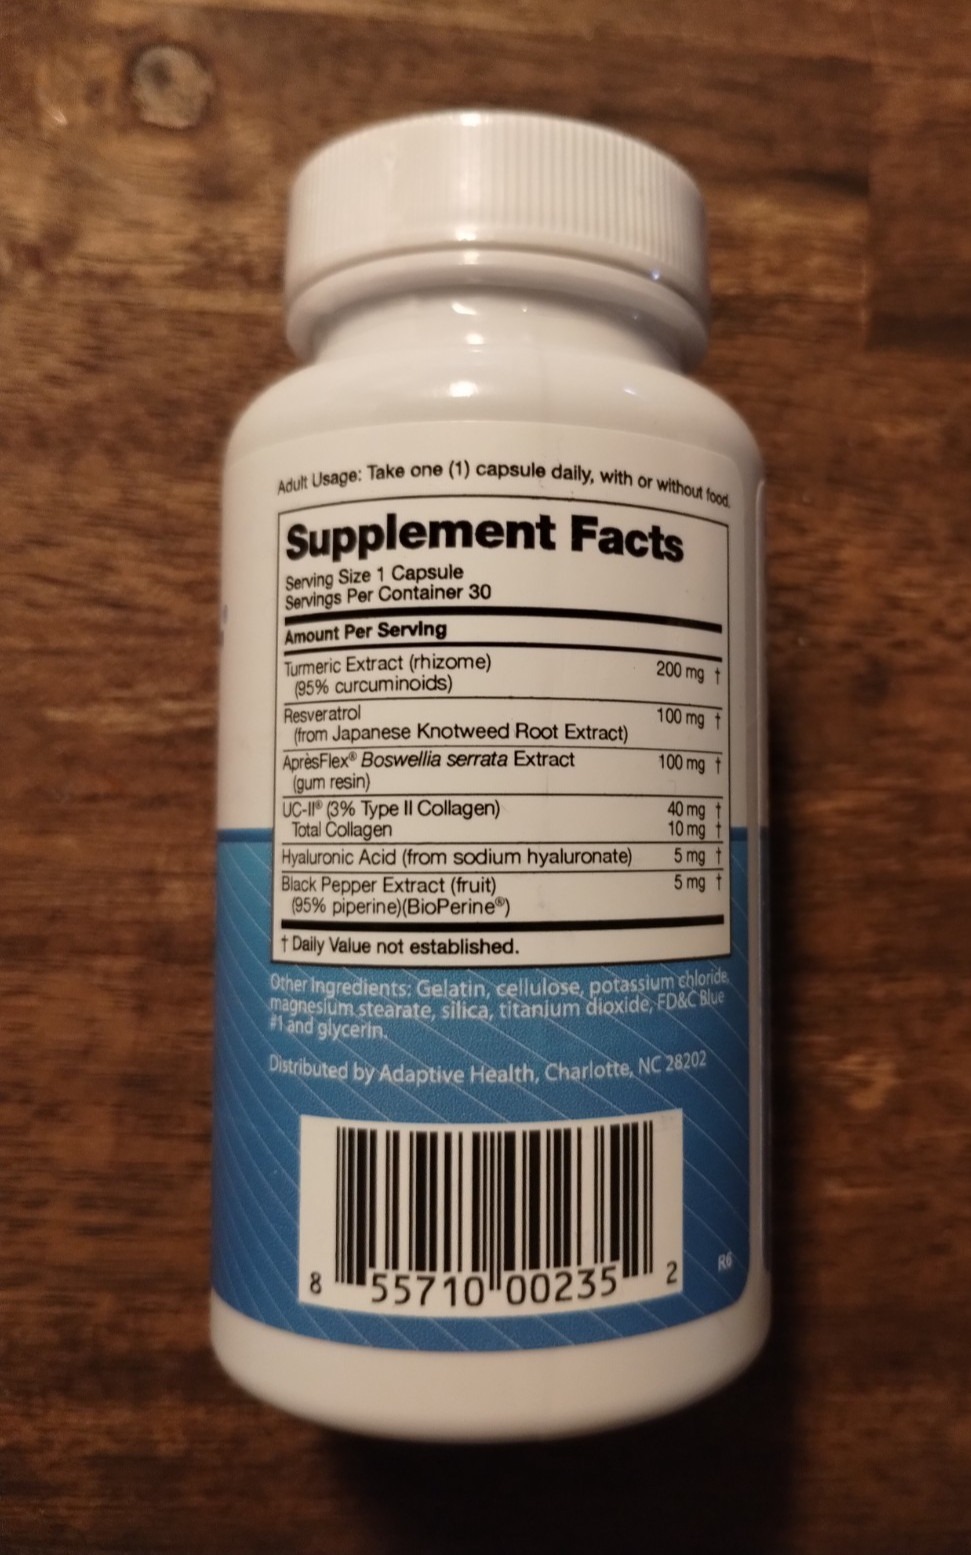 Adult Usage: Take one (1) capsule daily, with or without food.
Supplement Facts
Serving Size 1 Capsule
Servings Per Container 30
Amount Per Serving
Turmeric Extract (rhizome) 200 mg †
(95% curcuminoids)
Resveratrol 100 mg †
(from Japanese Knotweed Root Extract)
AprèsFlex® Boswellia serrata Extract 100 mg †
(gum resin)
UC-II® (3% Type II Collagen) 40 mg †
Total Collagen 10 mg †
Hyaluronic Acid (from sodium hyaluronate) 5 mg †
Black Pepper Extract (fruit) 5 mg †
(95% piperine)(BioPerine®)
† Daily Value not established.
Other Ingredients: Gelatin, cellulose, potassium chloride,
magnesium stearate, silica, titanium dioxide, FD&C Blue
#1 and glycerin.
Distributed by Adaptive Health, Charlotte, NC 28202
8 55710 00235 2
R6